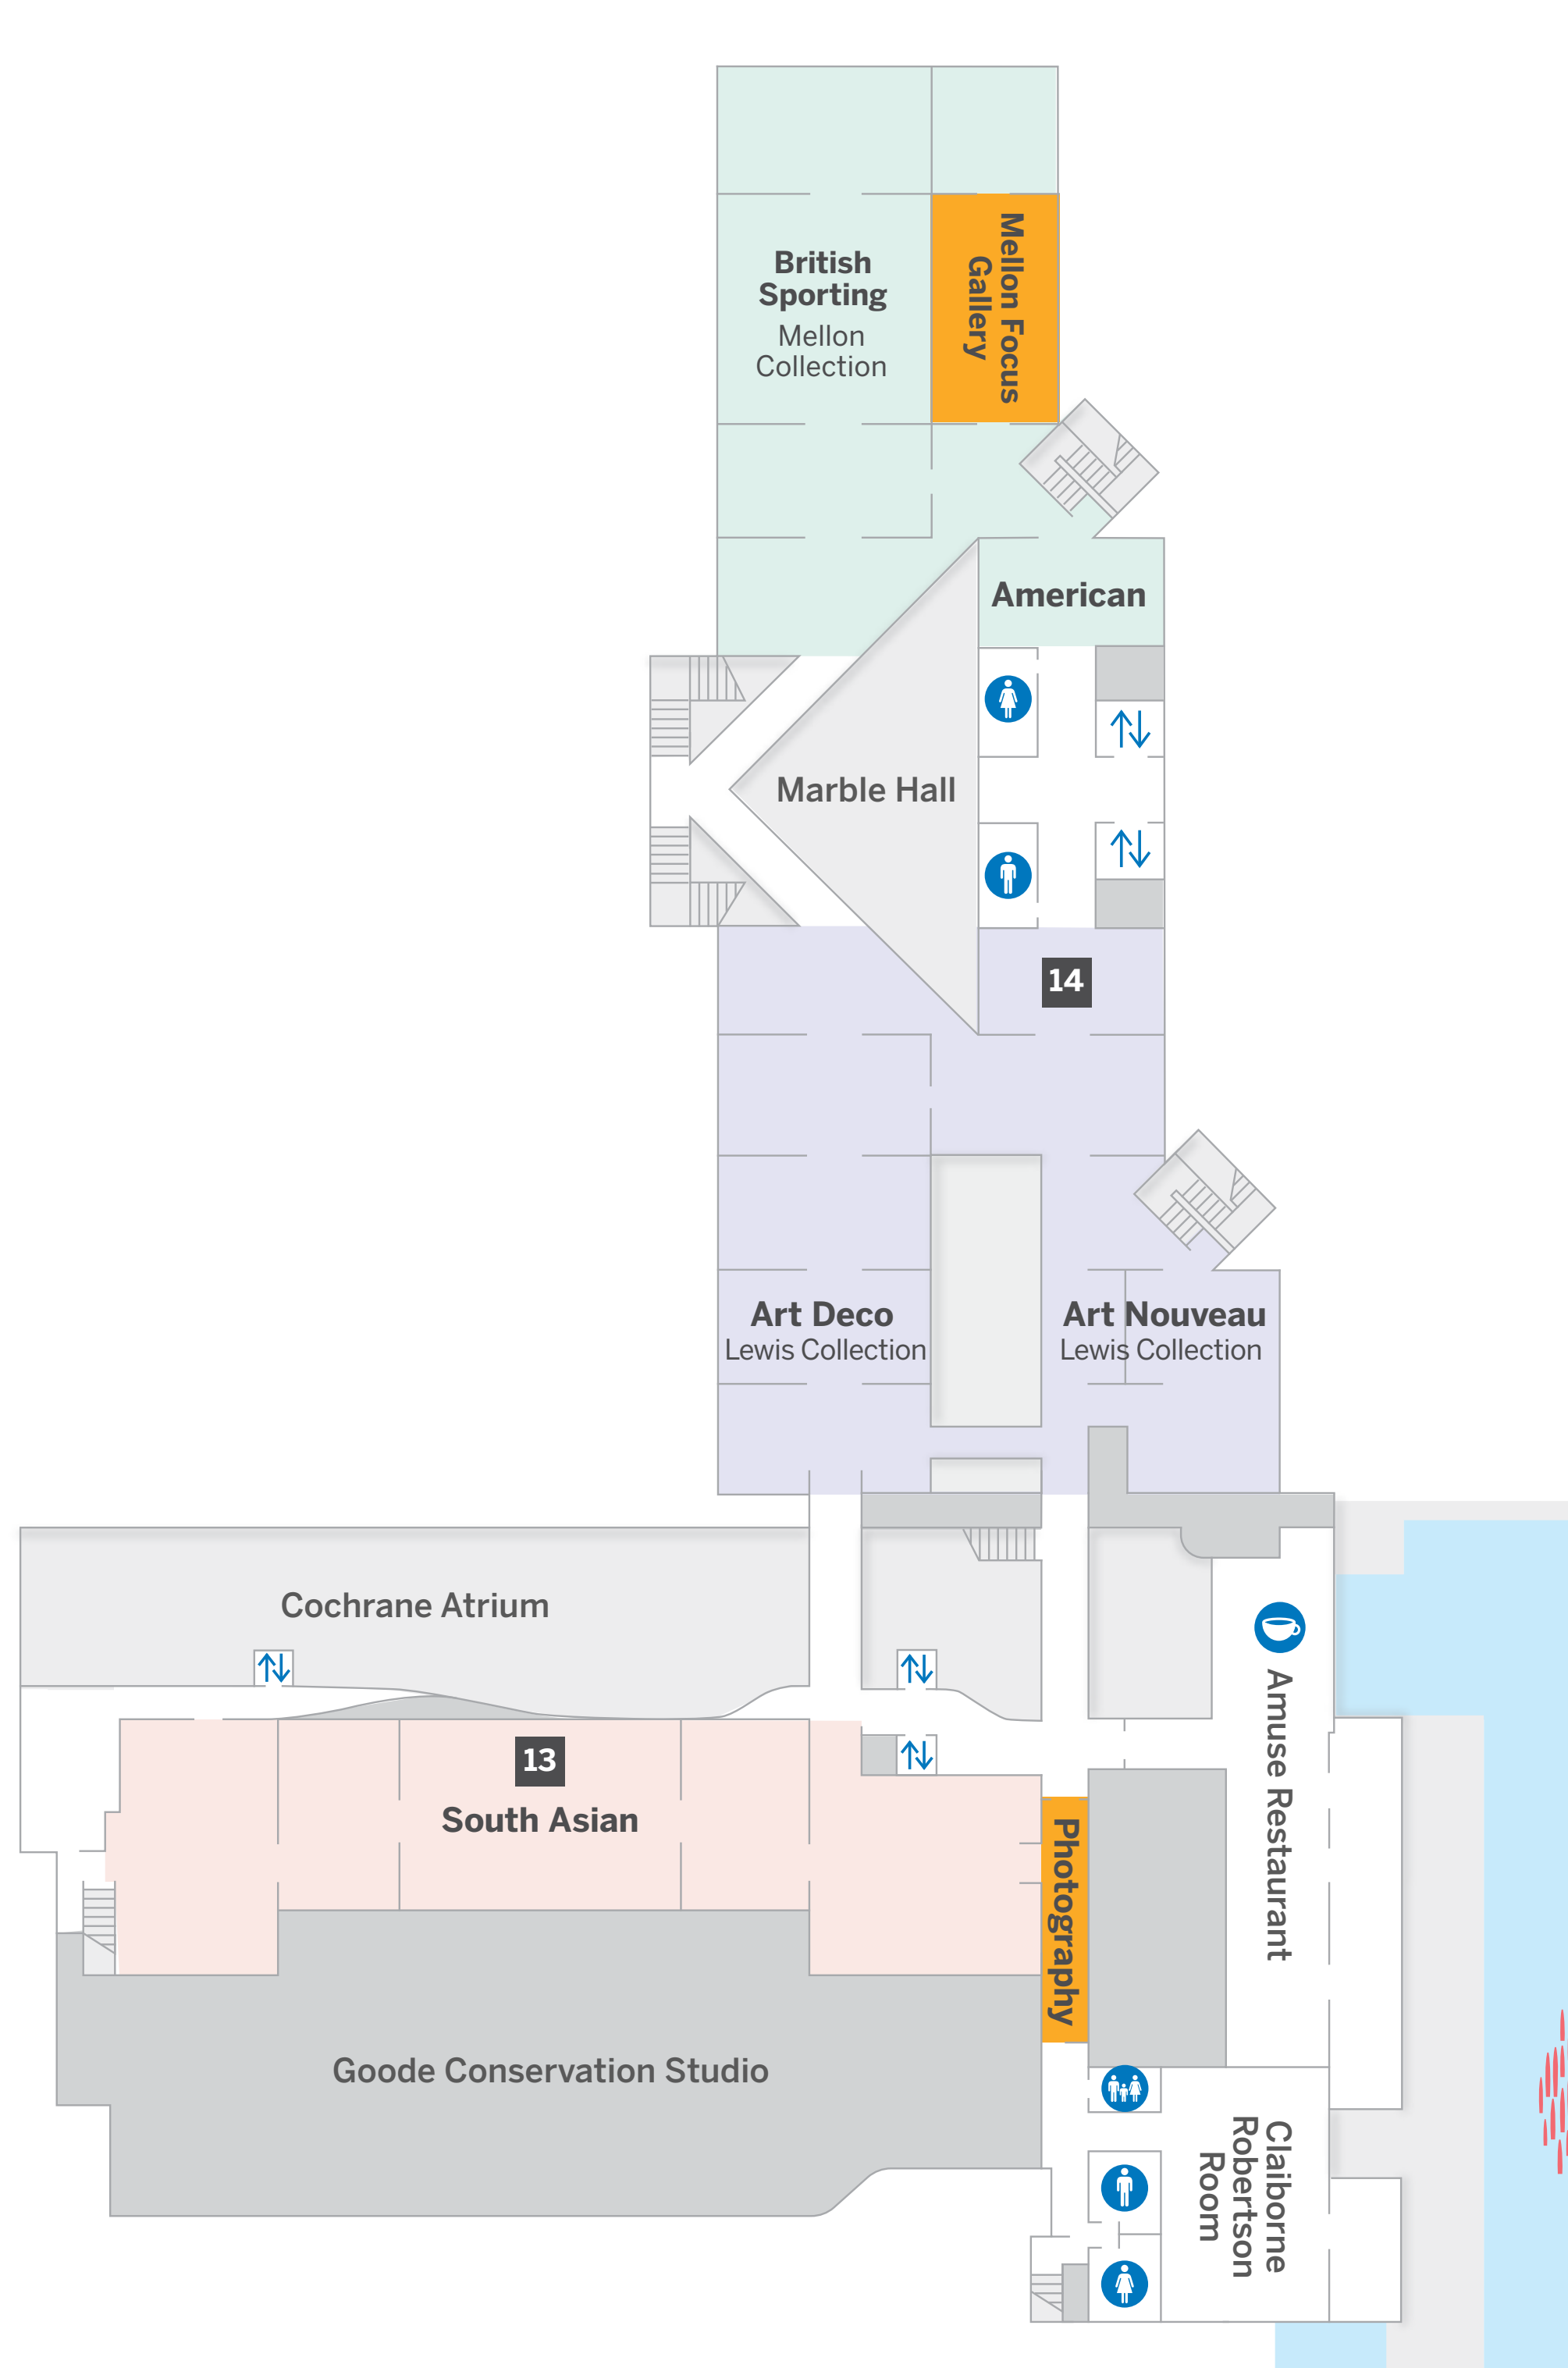 British
Sporting
Mellon
Collection
Mellon Focus
Gallery
American
Marble Hall
14
Art Deco
Lewis Collection
Art Nouveau
Lewis Collection
Cochrane Atrium
Amuse Restaurant
13
South Asian
Photography
Goode Conservation Studio
Claiborne
Robertson
Room